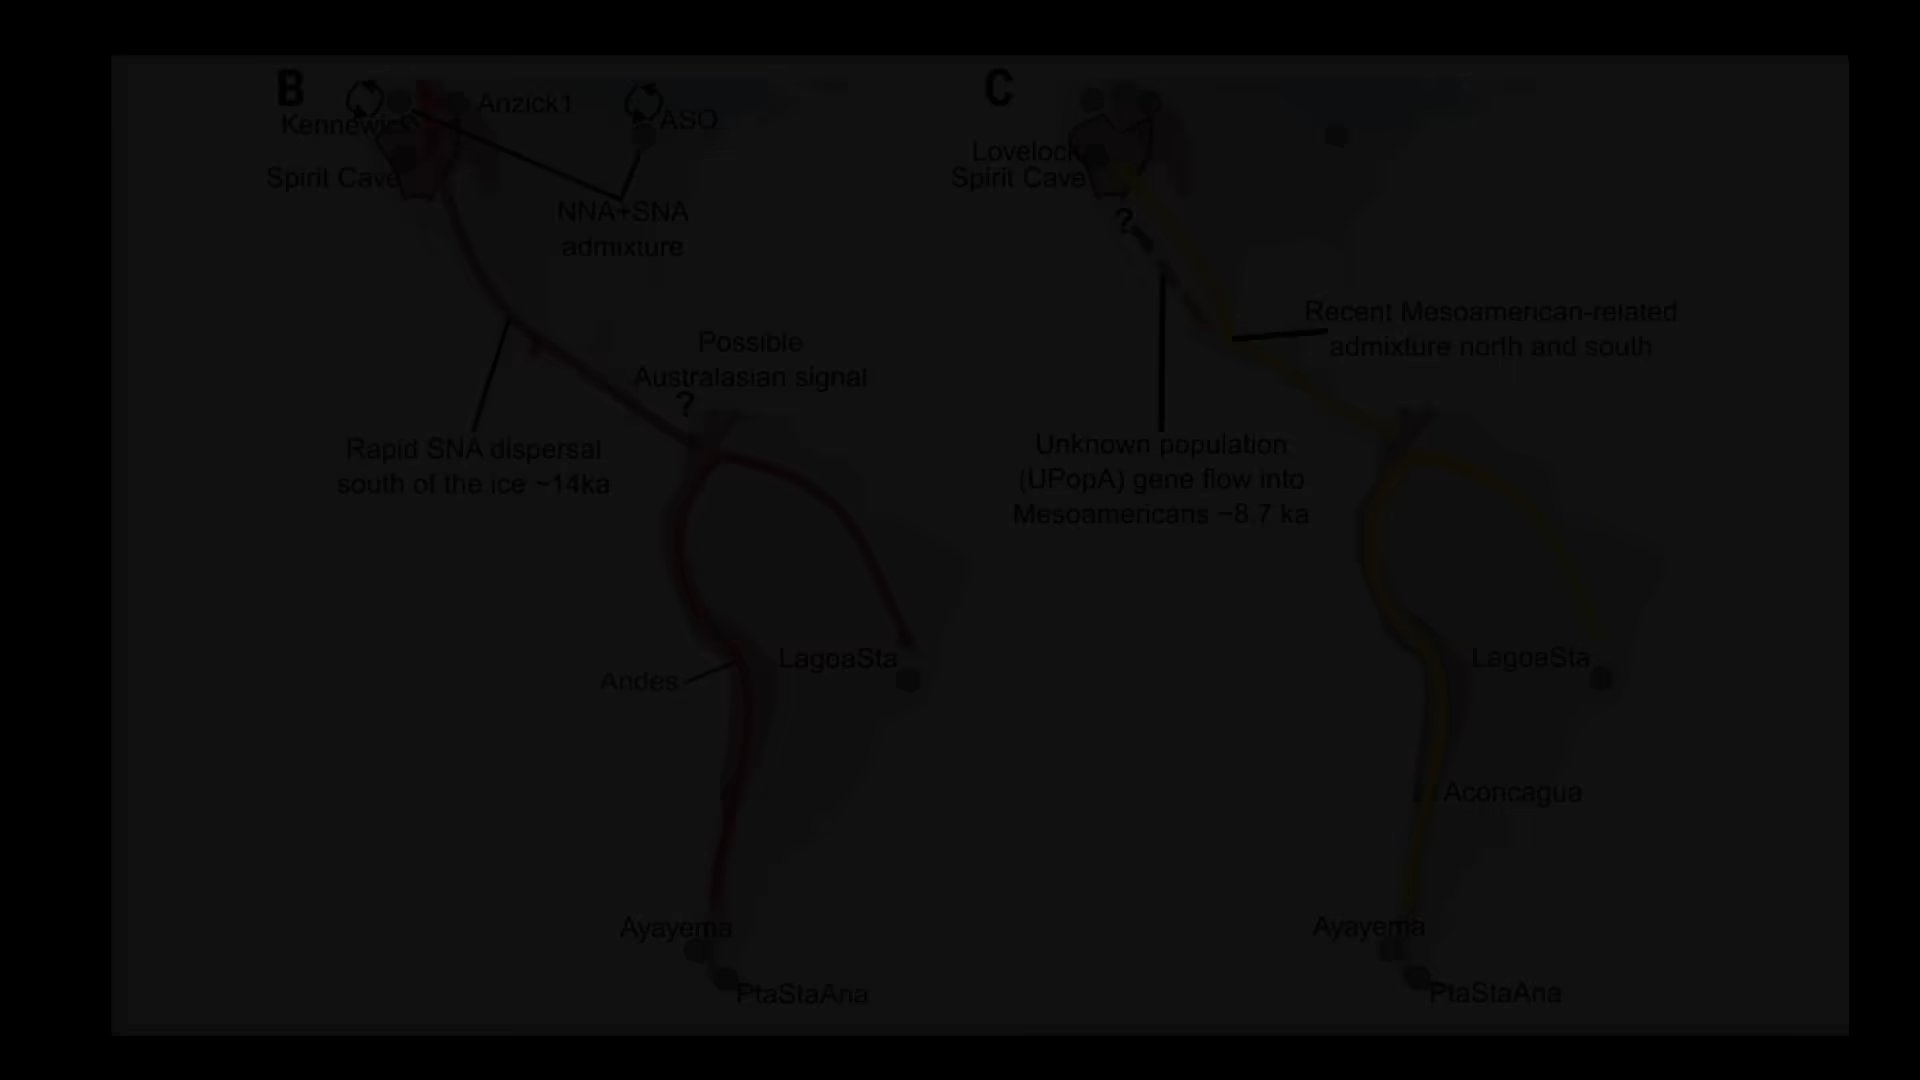 B
Anzick1
ASO
Kennewick
Spirit Cave
NNA+SNA
admixture
Possible
Australasian signal
?
Rapid SNA dispersal
south of the ice ~14ka
LagoaSta
Andes
Ayayema
PtaStaAna
C
Lovelock
Spirit Cave
?
Recent Mesoamerican-related
admixture north and south
Unknown population
(UPopA) gene flow into
Mesoamericans ~8.7 ka
LagoaSta
Aconcagua
Ayayema
PtaStaAna